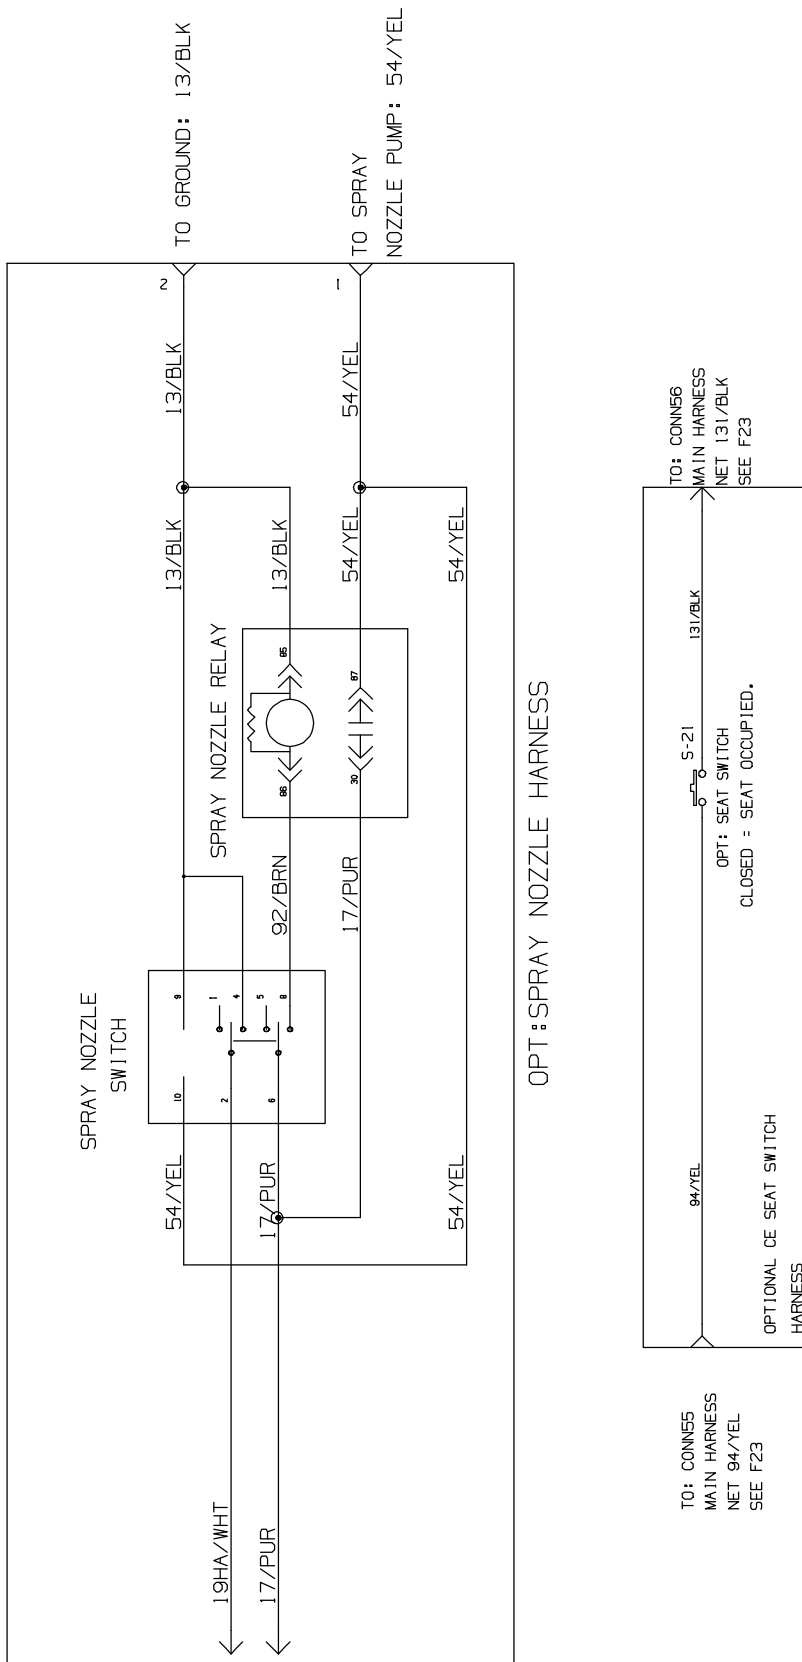 TO GROUND: 13/BLK
TO SPRAY
NOZZLE PUMP: 54/YEL
2
1
13/BLK
54/YEL
13/BLK
13/BLK
54/YEL
54/YEL
SPRAY NOZZLE RELAY
85
87
86
30
92/BRN
17/PUR
SPRAY NOZZLE
SWITCH
9
1
4
5
8
10
2
6
54/YEL
17/PUR
54/YEL
19HA/WHT
17/PUR
OPT:SPRAY NOZZLE HARNESS
TO: CONN56
MAIN HARNESS
NET 131/BLK
SEE F23
131/BLK
S-21
OPT: SEAT SWITCH
CLOSED = SEAT OCCUPIED.
94/YEL
OPTIONAL CE SEAT SWITCH
HARNESS
TO: CONN55
MAIN HARNESS
NET 94/YEL
SEE F23